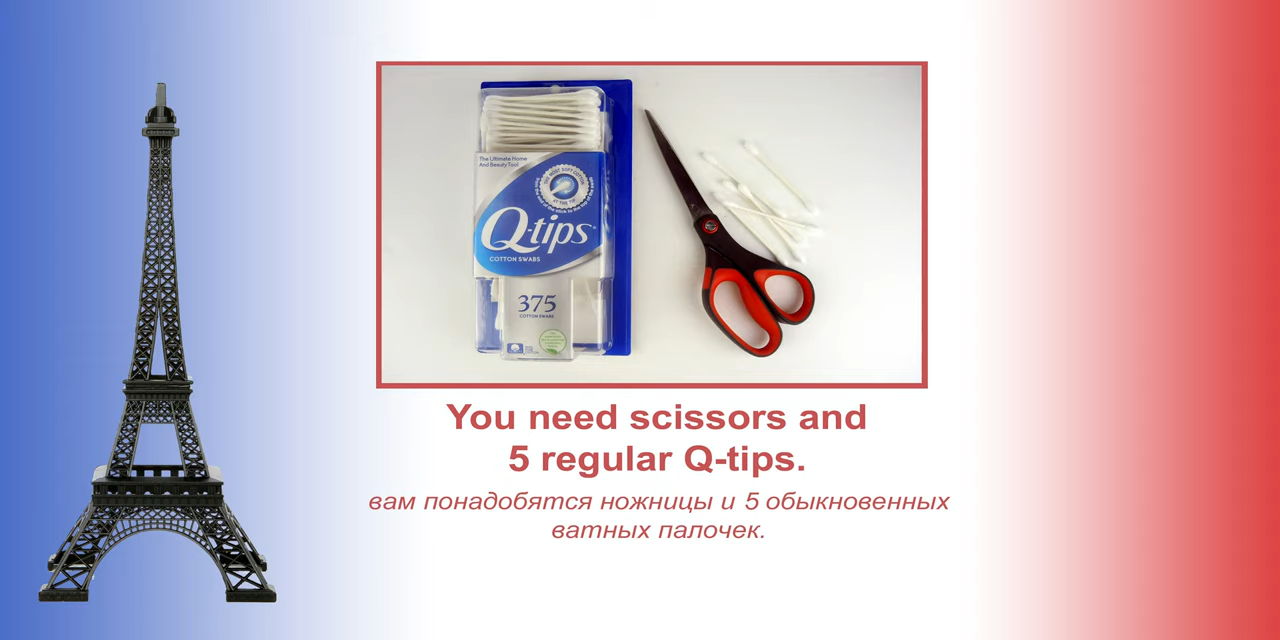 The Ultimate Home
And Beauty Tool
Q-tips
COTTON SWABS
375
COTTON SWABS
You need scissors and
5 regular Q-tips.
вам понадобятся ножницы и 5 обыкновенных
ватных палочек.